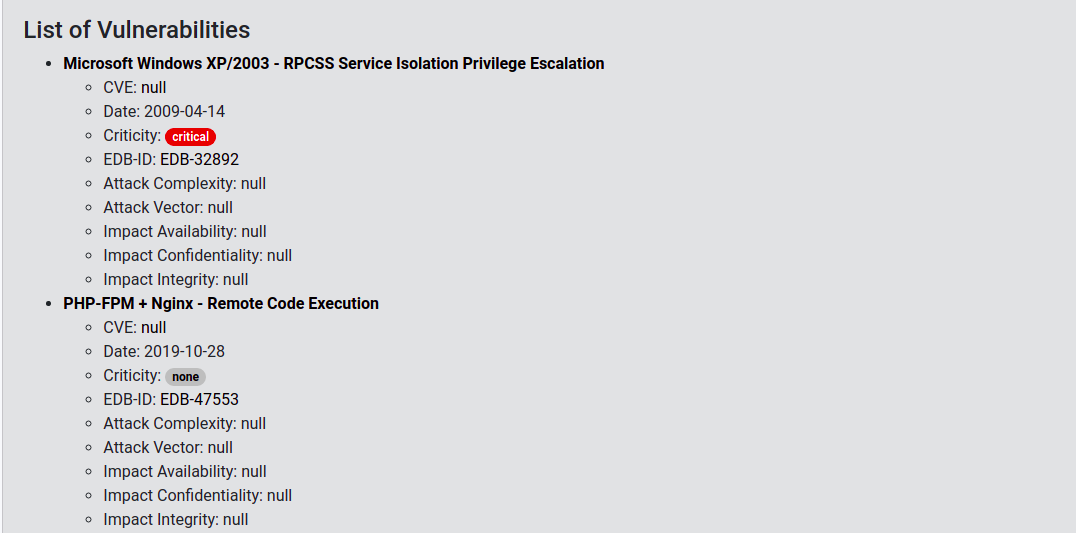 List of Vulnerabilities
Microsoft Windows XP/2003 - RPCSS Service Isolation Privilege Escalation
CVE: null
Date: 2009-04-14
Criticity: critical
EDB-ID: EDB-32892
Attack Complexity: null
Attack Vector: null
Impact Availability: null
Impact Confidentiality: null
Impact Integrity: null
PHP-FPM + Nginx - Remote Code Execution
CVE: null
Date: 2019-10-28
Criticity: none
EDB-ID: EDB-47553
Attack Complexity: null
Attack Vector: null
Impact Availability: null
Impact Confidentiality: null
Impact Integrity: null